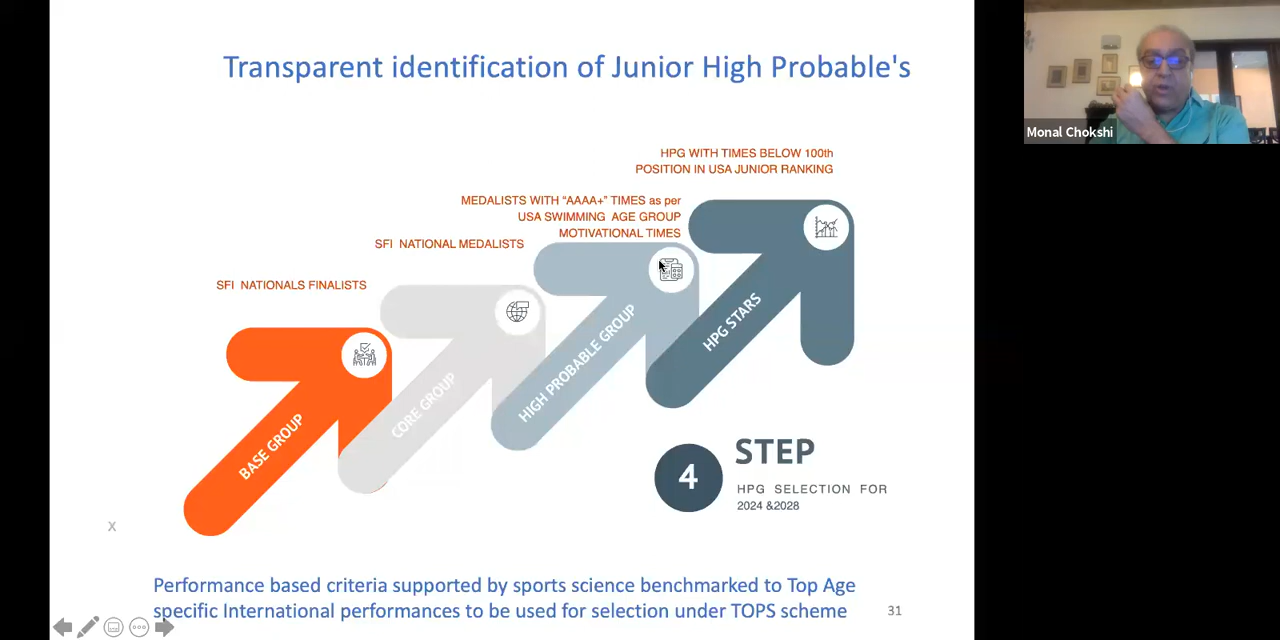 Transparent identification of Junior High Probable's
Monal Chokshi
HPG WITH TIMES BELOW 100th
POSITION IN USA JUNIOR RANKING
MEDALISTS WITH “AAAA+” TIMES as per
USA SWIMMING AGE GROUP
MOTIVATIONAL TIMES
SFI NATIONAL MEDALISTS
SFI NATIONALS FINALISTS
BASE GROUP
CORE GROUP
HIGH PROBABLE GROUP
HPG STARS
4
STEP
HPG SELECTION FOR
2024 &2028
X
Performance based criteria supported by sports science benchmarked to Top Age
specific International performances to be used for selection under TOPS scheme
31